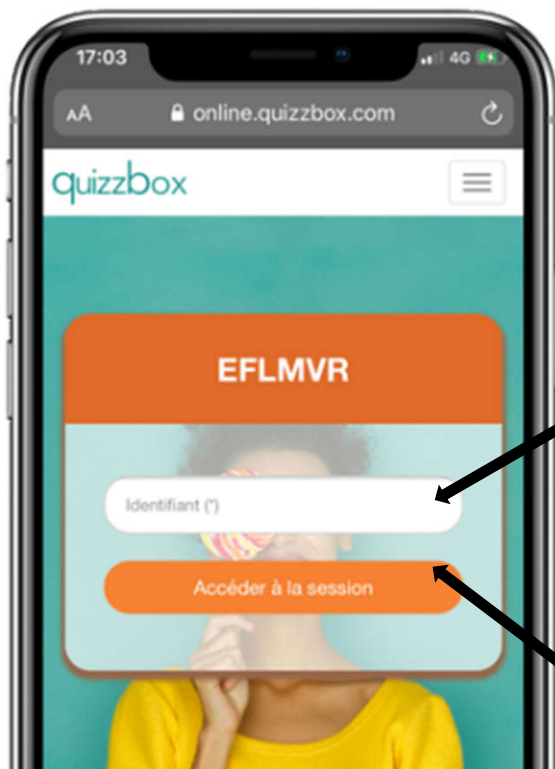 17:03
4G
AA
online.quizzbox.com
quizzbox
EFLMVR
Identifiant (*)
Accéder à la session